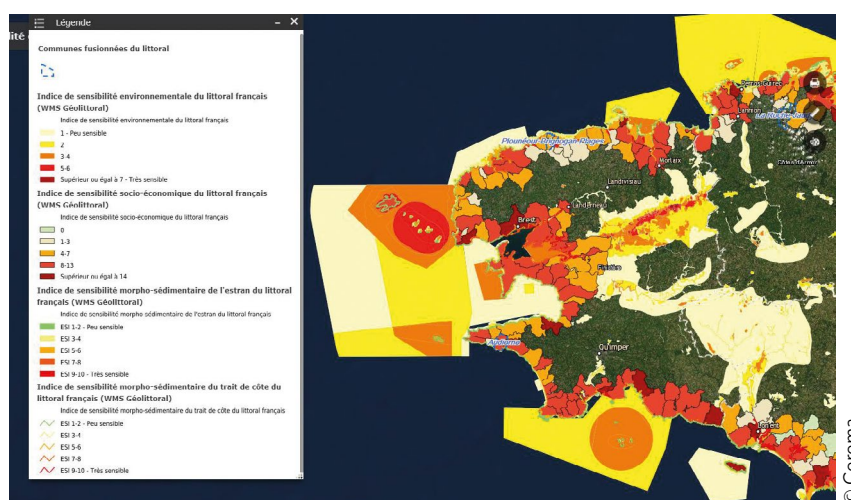 lité
Légende
Communes fusionnées du littoral
Indice de sensibilité environnementale du littoral français
(WMS Géolittoral)
Indice de sensibilité environnementale du littoral français
1 - Peu sensible
2
3-4
5-6
Supérieur ou égal à 7 - Très sensible
Indice de sensibilité socio-économique du littoral français
(WMS Géolittoral)
Indice de sensibilité socio-économique du littoral français
0
1-3
4-7
8-13
Supérieur ou égal à 14
Indice de sensibilité morpho-sédimentaire de l'estran du littoral
français (WMS Géolittoral)
Indice de sensibilité morpho sédimentaire de l'estran du littoral français
ESI 1-2 - Peu sensible
ESI 3-4
ESI 5-6
ESI 7-8
ESI 9-10 - Très sensible
Indice de sensibilité morpho-sédimentaire du trait de côte du
littoral français (WMS Géolittoral)
Indice de sensibilité morpho-sédimentaire du trait de côte du littoral français
ESI 1-2 - Peu sensible
ESI 3-4
ESI 5-6
ESI 7-8
ESI 9-10 - Très sensible
Perros-Guirec
Lannion
Plounéour-Brignogan-Plages
Morlaix
Côtes-d'Armor
Landivisiau
Landerneau
Brest
Finistère
Audierne
Quimper
Lorient
© Cerema